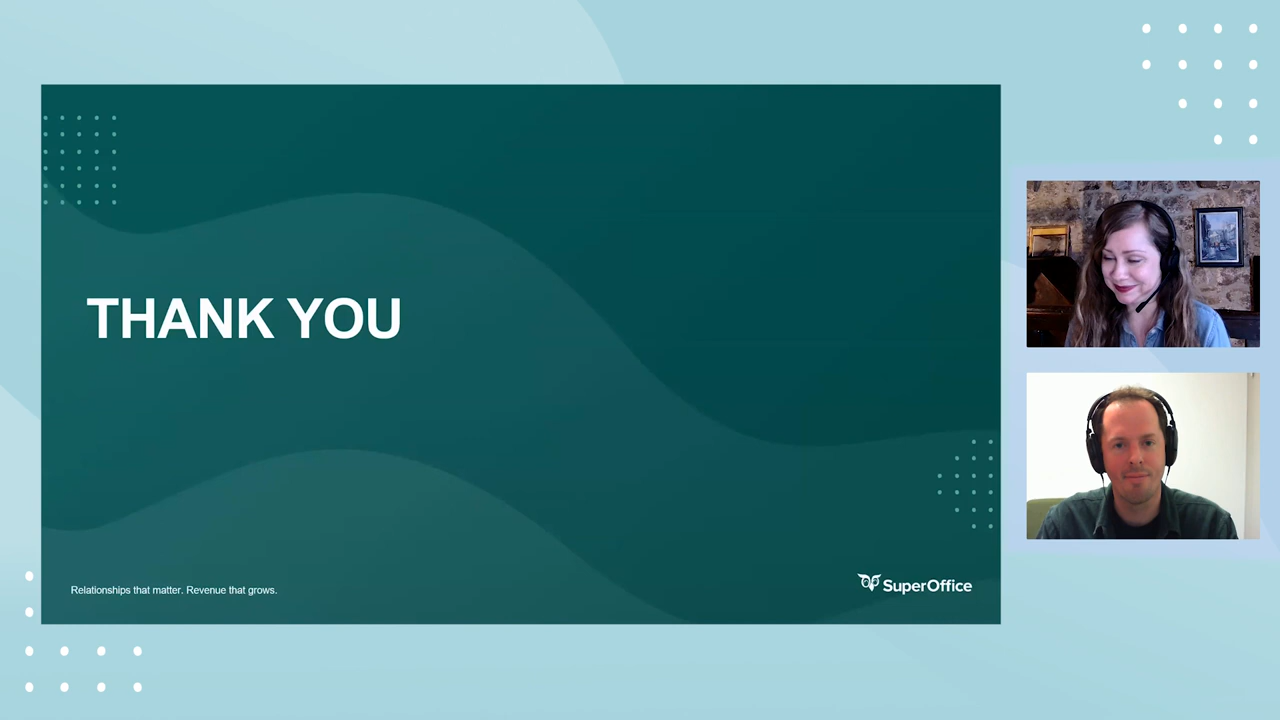 THANK YOU
Relationships that matter. Revenue that grows.
SuperOffice